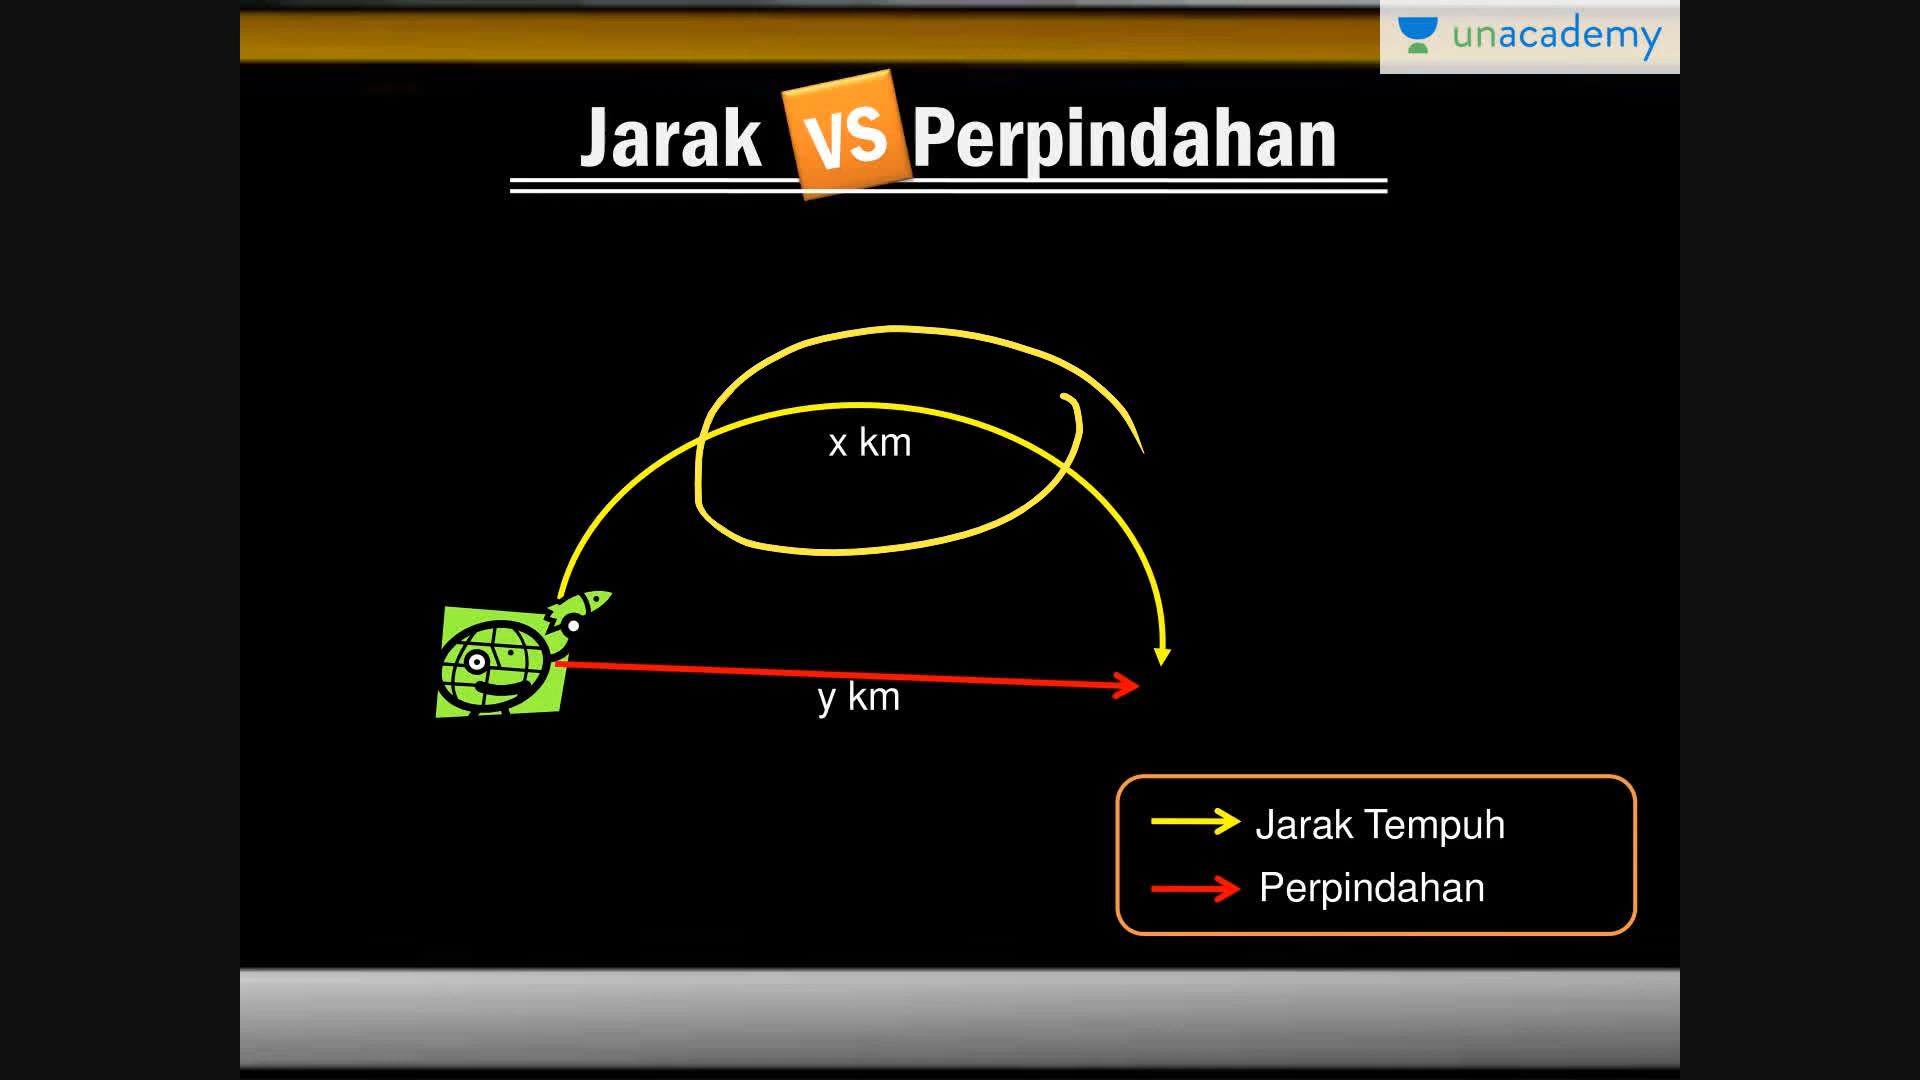 unacademy
Jarak VS Perpindahan
x km
y km
Jarak Tempuh
Perpindahan